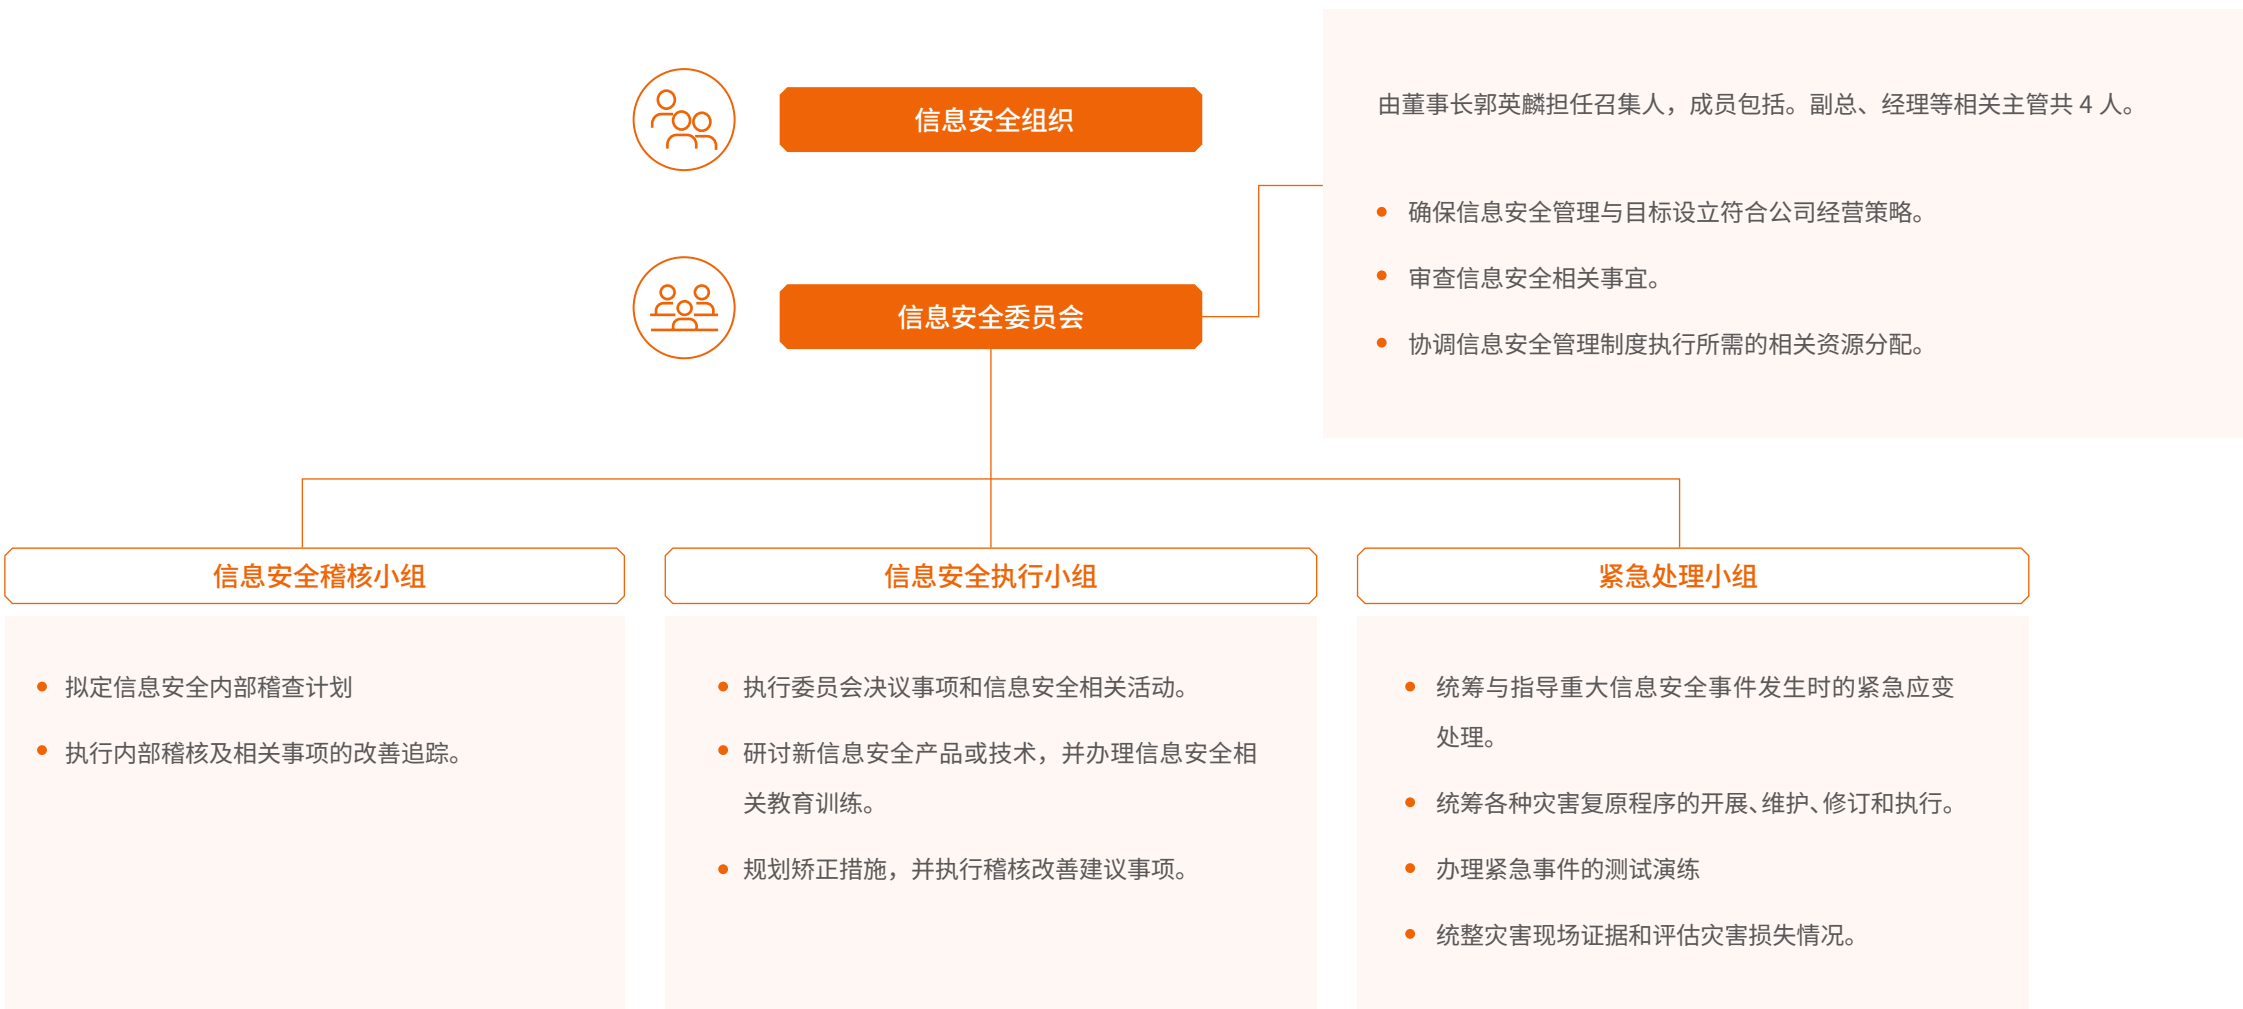 信息安全组织
由董事长郭英麟担任召集人，成员包括。副总、经理等相关主管共 4 人。
确保信息安全管理与目标设立符合公司经营策略。
审查信息安全相关事宜。
协调信息安全管理制度执行所需的相关资源分配。
信息安全委员会
信息安全稽核小组
拟定信息安全内部稽查计划
执行内部稽核及相关事项的改善追踪。
信息安全执行小组
执行委员会决议事项和信息安全相关活动。
研讨新信息安全产品或技术，并办理信息安全相
关教育训练。
规划矫正措施，并执行稽核改善建议事项。
紧急处理小组
统筹与指导重大信息安全事件发生时的紧急应变
处理。
统筹各种灾害复原程序的开展、维护、修订和执行。
办理紧急事件的测试演练
统整灾害现场证据和评估灾害损失情况。